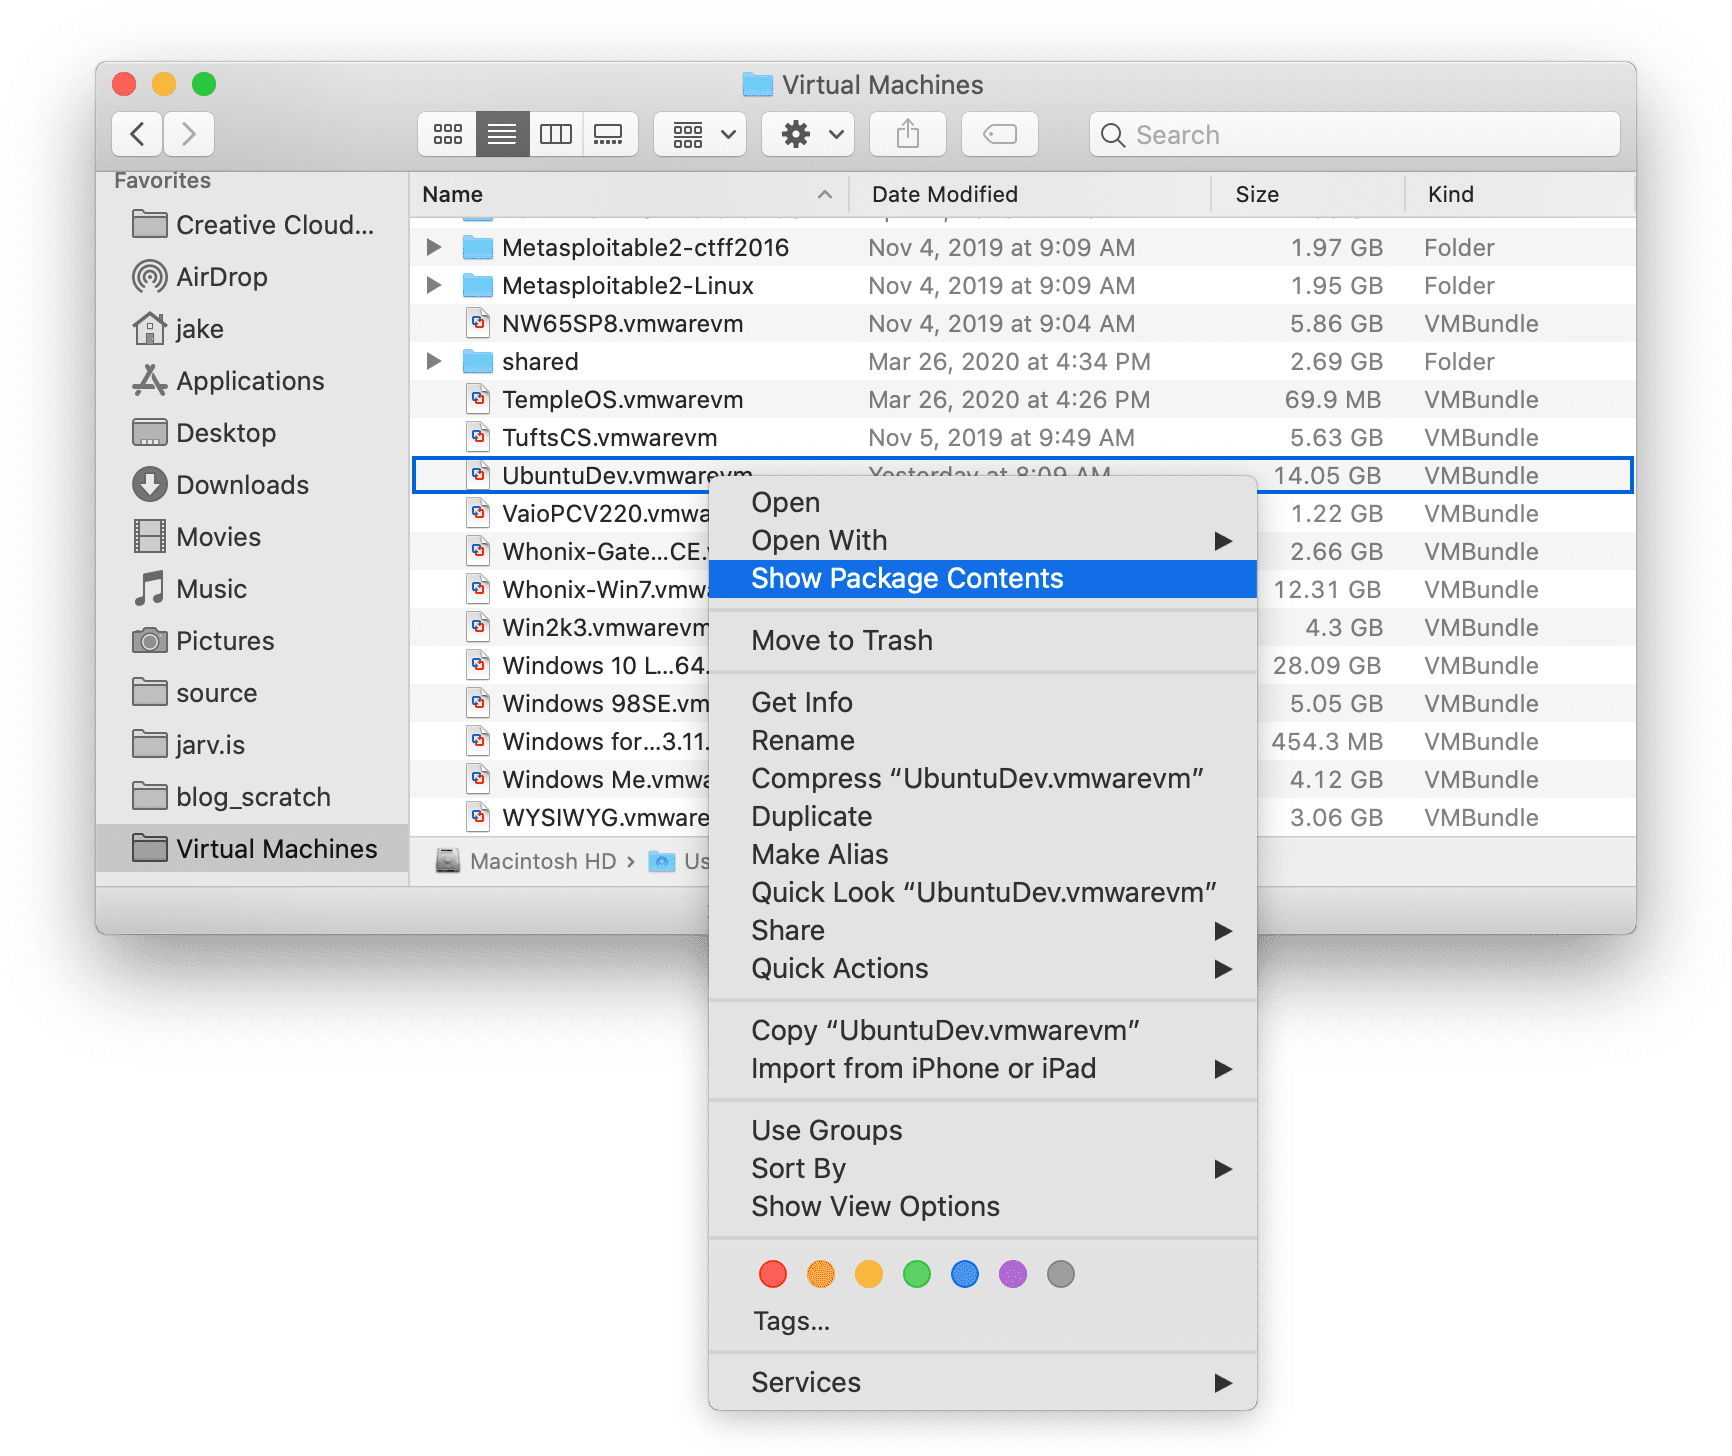 Virtual Machines
Search
Favorites
Creative Cloud...
AirDrop
jake
Applications
Desktop
Downloads
Movies
Music
Pictures
source
jarv.is
blog_scratch
Virtual Machines
Name Date Modified Size Kind
Metasploitable2-ctff2016 Nov 4, 2019 at 9:09 AM 1.97 GB Folder
Metasploitable2-Linux Nov 4, 2019 at 9:09 AM 1.95 GB Folder
NW65SP8.vmwarevm Nov 4, 2019 at 9:04 AM 5.86 GB VMBundle
shared Mar 26, 2020 at 4:34 PM 2.69 GB Folder
TempleOS.vmwarevm Mar 26, 2020 at 4:26 PM 69.9 MB VMBundle
TuftsCS.vmwarevm Nov 5, 2019 at 9:49 AM 5.63 GB VMBundle
UbuntuDev.vmwarevm Yesterday at 8:09 AM 14.05 GB VMBundle
VaioPCV220.vmwa 1.22 GB VMBundle
Whonix-Gate...CE. 2.66 GB VMBundle
Whonix-Win7.vmwa 12.31 GB VMBundle
Win2k3.vmwarevm 4.3 GB VMBundle
Windows 10 L...64. 28.09 GB VMBundle
Windows 98SE.vm 5.05 GB VMBundle
Windows for...3.11. 454.3 MB VMBundle
Windows Me.vmwa 4.12 GB VMBundle
WYSIWYG.vmware 3.06 GB VMBundle
Macintosh HD › Us
Open
Open With
Show Package Contents
Move to Trash
Get Info
Rename
Compress “UbuntuDev.vmwarevm”
Duplicate
Make Alias
Quick Look “UbuntuDev.vmwarevm”
Share
Quick Actions
Copy “UbuntuDev.vmwarevm”
Import from iPhone or iPad
Use Groups
Sort By
Show View Options
Tags...
Services